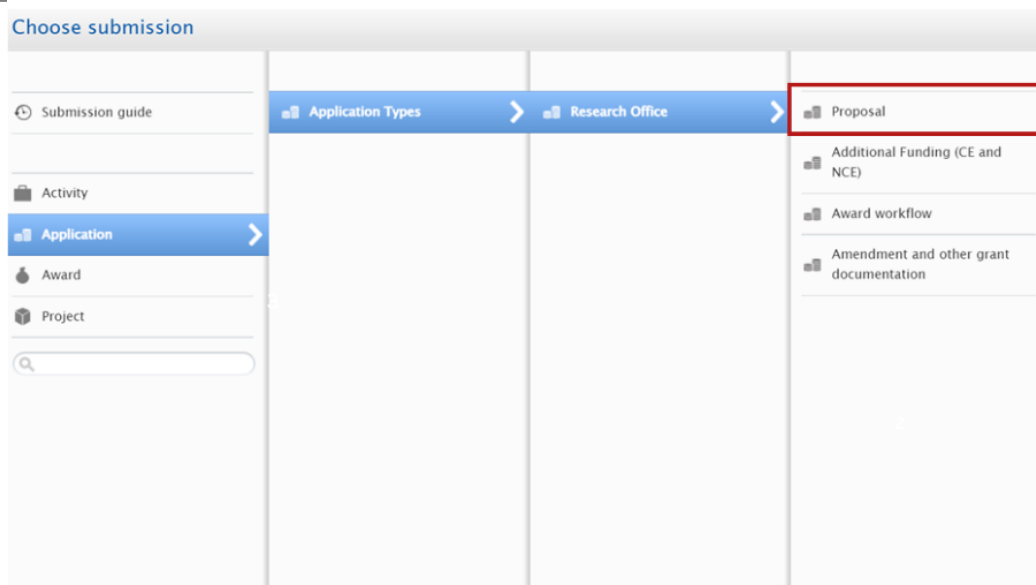 Choose submission
Submission guide
Activity
Application
Award
Project
Application Types
Research Office
Proposal
Additional Funding (CE and
NCE)
Award workflow
Amendment and other grant
documentation